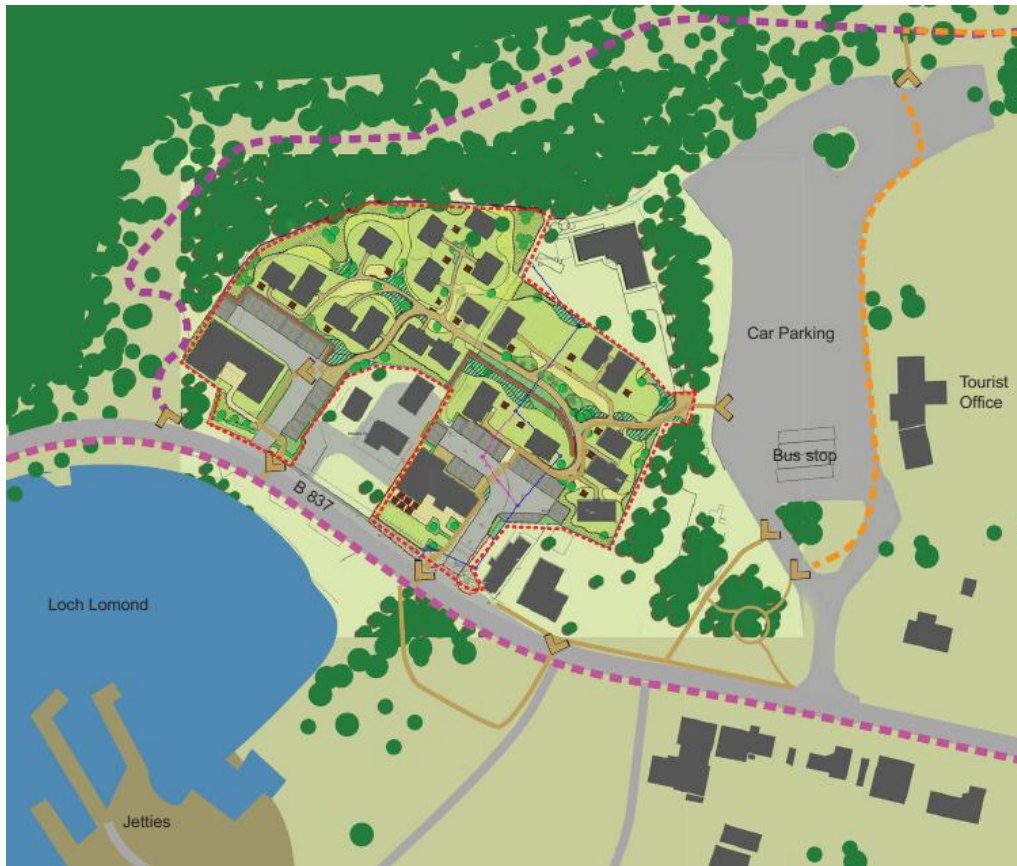 Car Parking
Tourist
Office
Bus stop
B 837
Loch Lomond
Jetties